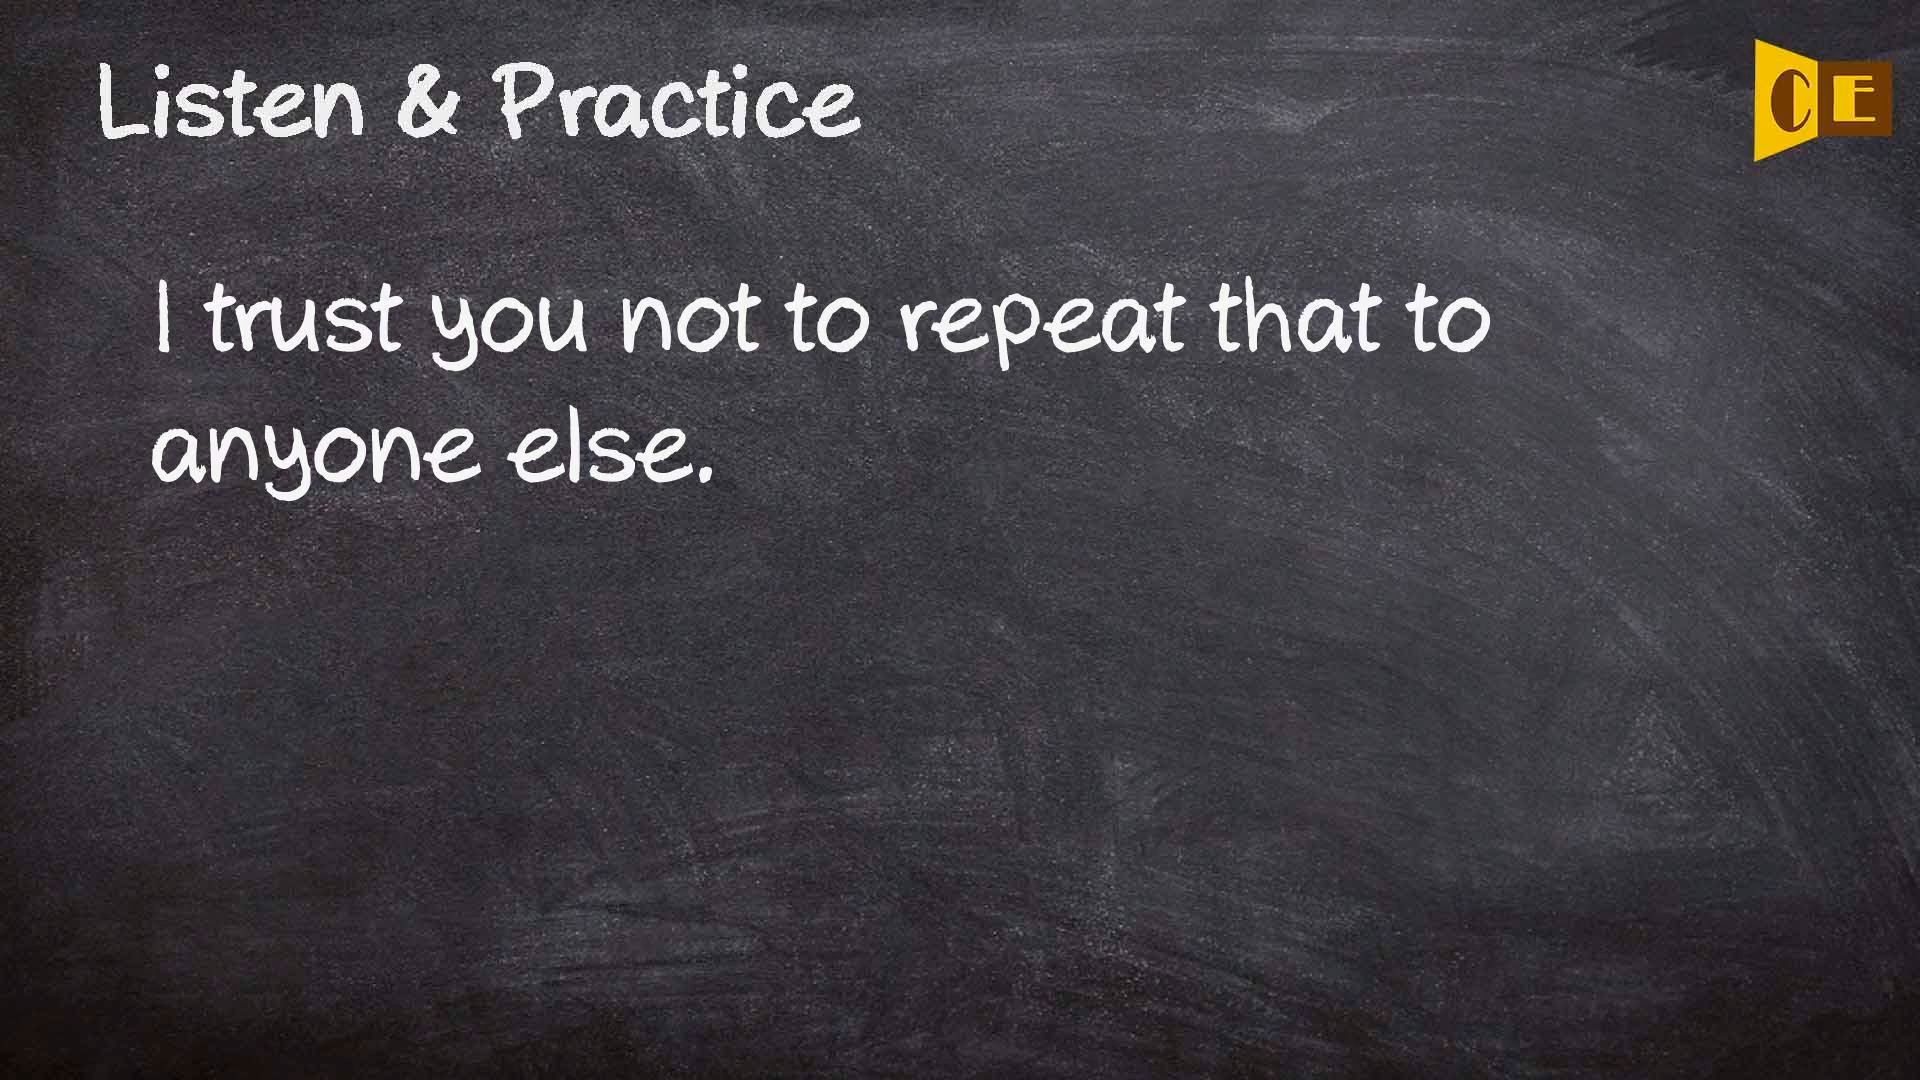 Listen & Practice
CE
I trust you not to repeat that to
anyone else.